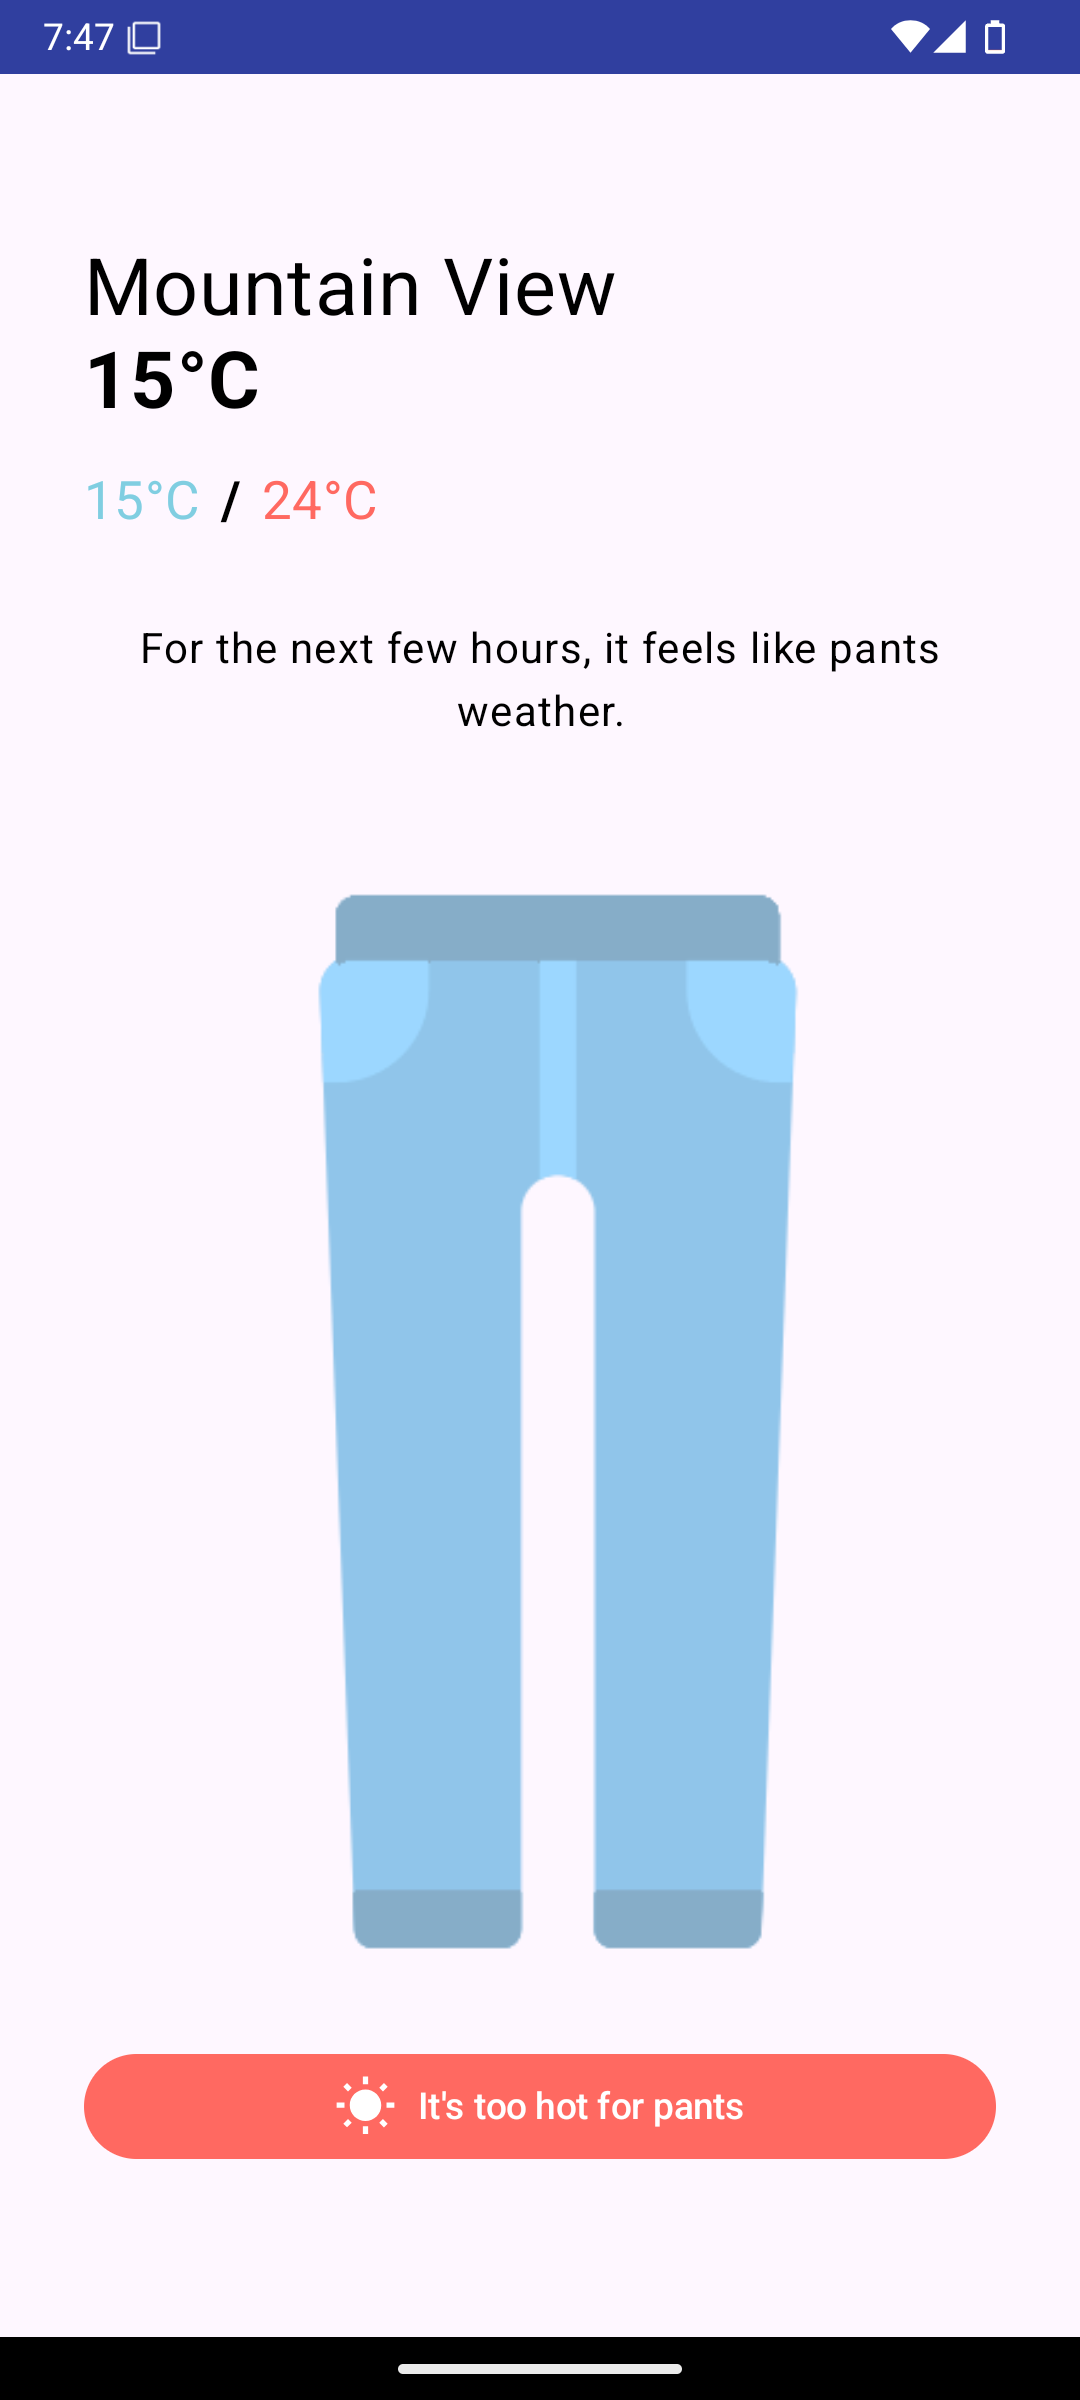 7:47
Mountain View
15°C
15°C / 24°C
For the next few hours, it feels like pants
weather.
It's too hot for pants